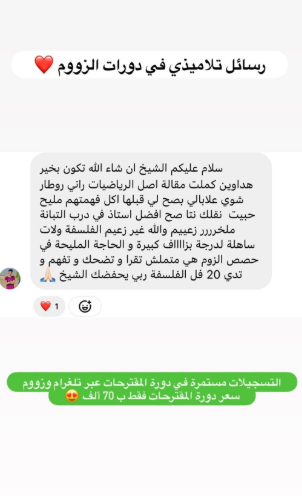 رسائل تلاميذي في دورات الزووم ❤️
سلام عليكم الشيخ ان شاء الله تكون بخير
هداوين كملت مقالة اصل الرياضيات راني روطار
شوي علابالي بصح لي قبلها اكل فهمتهم مليح
حبيت نقلك نتا صح افضل استاذ في درب التبانة
ملخرررر زعيييم والله غير زعيم الفلسفة ولات
ساهلة لدرجة بزااااف كبيرة و الحاجة المليحة في
حصص الزوم هي متملش تقرا و تضحك و تفهم و
تدي 20 فل الفلسفة ربي يحفضك الشيخ 🙏🏻
❤️ 1
التسجيلات مستمرة في دورة المقترحات عبر تلغرام وزووم
سعر دورة المقترحات فقط ب 70 ألف 😍